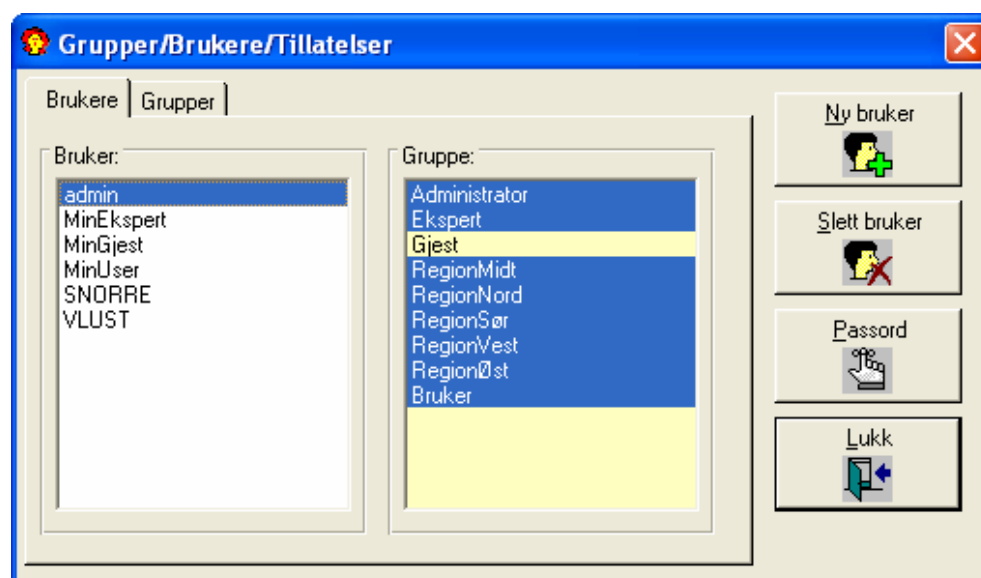 Grupper/Brukere/Tillatelser
Brukere
Grupper
Bruker:
admin
MinEkspert
MinGjest
MinUser
SNORRE
VLUST
Gruppe:
Administrator
Ekspert
Gjest
RegionMidt
RegionNord
RegionSør
RegionVest
RegionØst
Bruker
Ny bruker
Slett bruker
Passord
Lukk